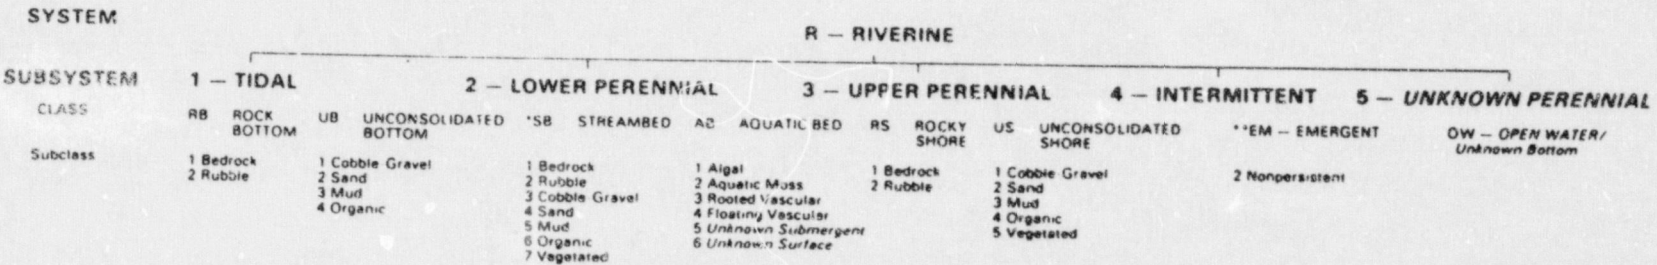 SYSTEM
R — RIVERINE
SUBSYSTEM 1 — TIDAL 2 — LOWER PERENNIAL 3 — UPPER PERENNIAL 4 — INTERMITTENT 5 — UNKNOWN PERENNIAL
CLASS RB ROCK BOTTOM UB UNCONSOLIDATED BOTTOM *SB STREAMBED AB AQUATIC BED RS ROCKY SHORE US UNCONSOLIDATED SHORE **EM — EMERGENT OW — OPEN WATER/ Unknown Bottom
Subclass
1 Bedrock
2 Rubble
1 Cobble Gravel
2 Sand
3 Mud
4 Organic
1 Bedrock
2 Rubble
3 Cobble Gravel
4 Sand
5 Mud
6 Organic
7 Vegetated
1 Algal
2 Aquatic Moss
3 Rooted Vascular
4 Floating Vascular
5 Unknown Submergent
6 Unknown Surface
1 Bedrock
2 Rubble
1 Cobble Gravel
2 Sand
3 Mud
4 Organic
5 Vegetated
2 Nonpersistent